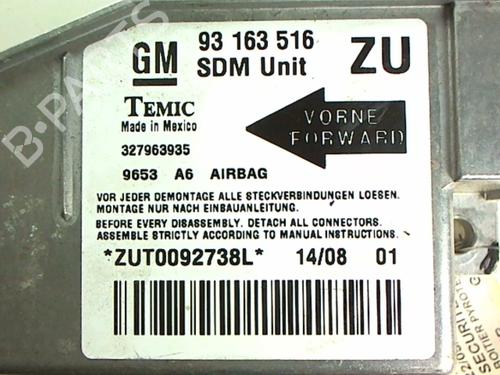 GM 93 163 516 ZU
SDM Unit
TEMIC
Made in Mexico
VORNE
FORWARD
327963935
9653 A6 AIRBAG
VOR JEDER DEMONTAGE ALLE STECKVERBINDUNGEN LOESEN.
MONTAGE NUR NACH EINBAUANLEITUNG.
BEFORE EVERY DISASSEMBLY. DETACH ALL CONNECTORS.
ASSEMBLE STRICTLY ACCORDING TO MANUAL INSTRUCTIONS.
*ZUT0092738L* 14/08 01
B-PARTS